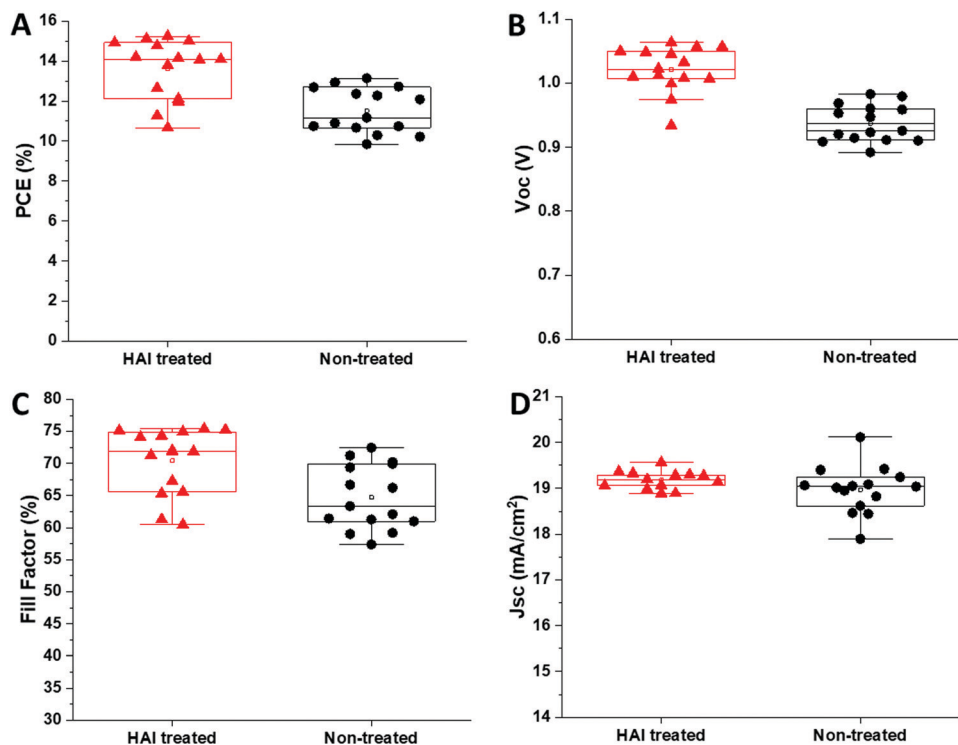 A
PCE (%)
16
14
12
10
8
6
4
2
0
HAI treated
Non-treated
B
Voc (V)
1.1
1.0
0.9
0.8
0.7
0.6
HAI treated
Non-treated
C
Fill Factor (%)
80
75
70
65
60
55
50
45
40
35
30
HAI treated
Non-treated
D
Jsc (mA/cm²)
21
20
19
18
17
16
15
14
HAI treated
Non-treated